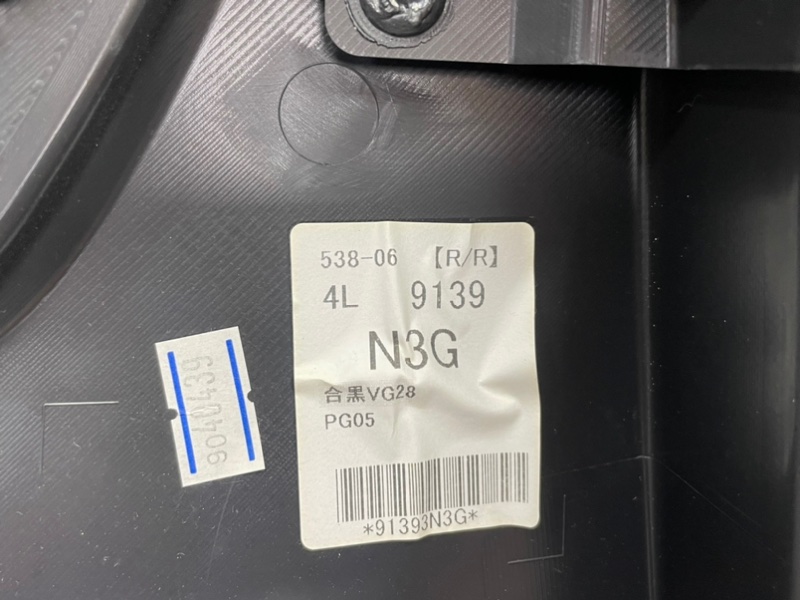 538-06 【R/R】
4L 9139
N3G
合黒VG28
PG05
*91393N3G*
9040439